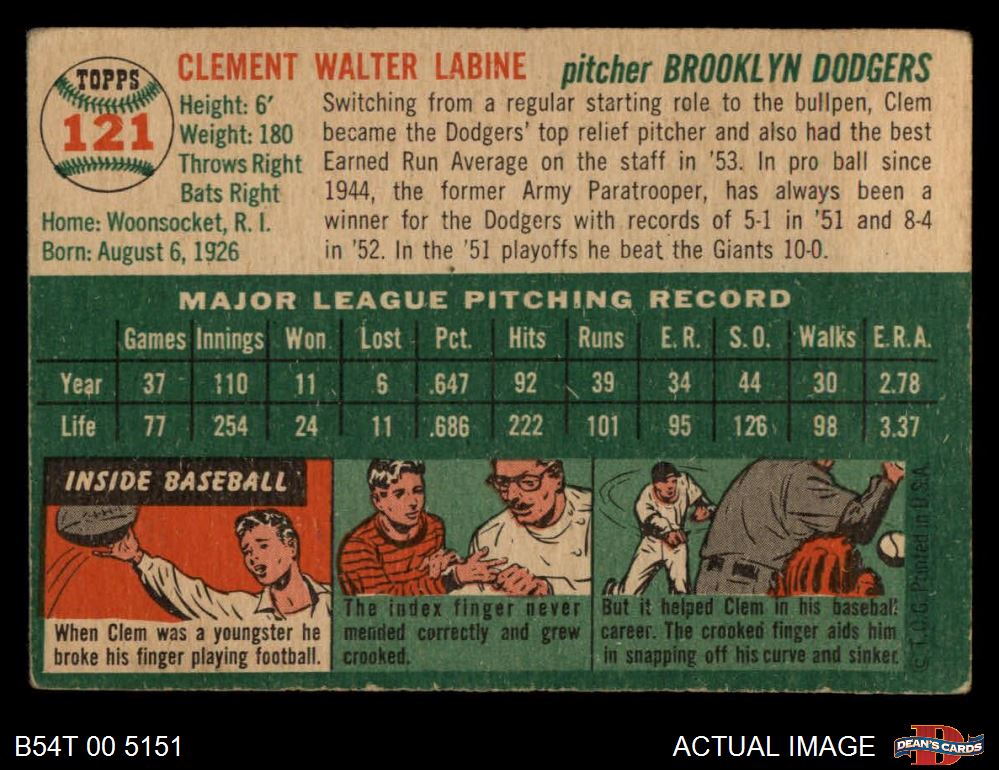 TOPPS
121
CLEMENT WALTER LABINE pitcher BROOKLYN DODGERS
Height: 6'
Weight: 180
Throws Right
Bats Right
Home: Woonsocket, R. I.
Born: August 6, 1926
Switching from a regular starting role to the bullpen, Clem
became the Dodgers' top relief pitcher and also had the best
Earned Run Average on the staff in '53. In pro ball since
1944, the former Army Paratrooper, has always been a
winner for the Dodgers with records of 5-1 in '51 and 8-4
in '52. In the '51 playoffs he beat the Giants 10-0.
MAJOR LEAGUE PITCHING RECORD
Games Innings Won Lost Pct. Hits Runs E. R. S. O. Walks E.R.A.
Year 37 110 11 6 .647 92 39 34 44 30 2.78
Life 77 254 24 11 .686 222 101 95 126 98 3.37
INSIDE BASEBALL
When Clem was a youngster he
broke his finger playing football.
The index finger never
mended correctly and grew
crooked.
But it helped Clem in his baseball
career. The crooked finger aids him
in snapping off his curve and sinker.
© T.C.G. Printed in U.S.A.
B54T 00 5151
ACTUAL IMAGE
DEAN'S CARDS